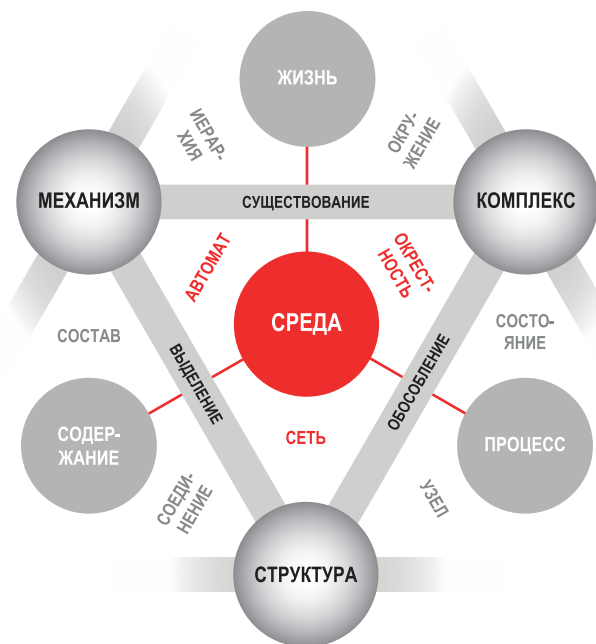 ЖИЗНЬ
ИЕРАР-
ХИЯ
ОКРУ-
ЖЕНИЕ
МЕХАНИЗМ
СУЩЕСТВОВАНИЕ
КОМПЛЕКС
АВТОМАТ
ОКРЕСТ-
НОСТЬ
СОСТАВ
СРЕДА
СОСТО-
ЯНИЕ
ВЫДЕЛЕНИЕ
ОБОСОБЛЕНИЕ
СОДЕР-
ЖАНИЕ
СЕТЬ
ПРОЦЕСС
СОЕДИ-
НЕНИЕ
УЗЕЛ
СТРУКТУРА